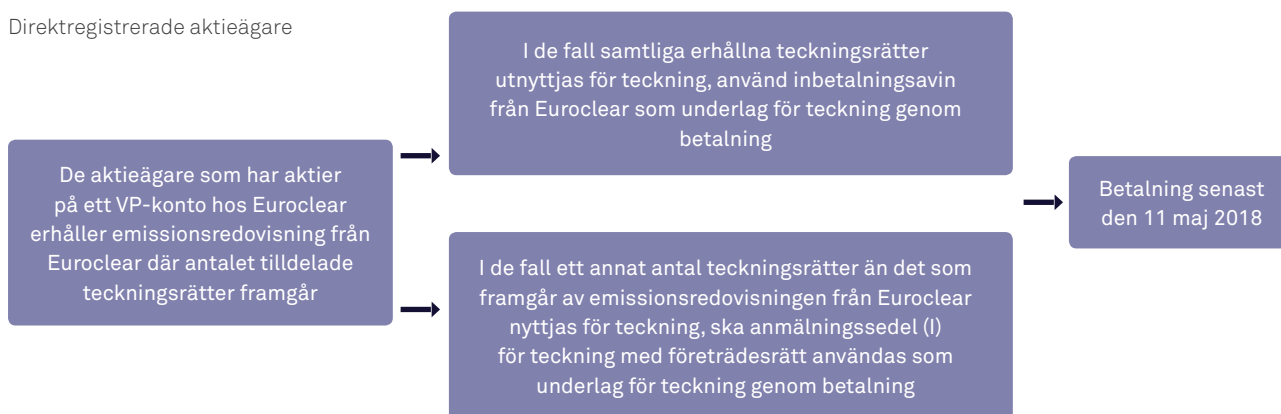 Direktregistrerade aktieägare
De aktieägare som har aktier
på ett VP-konto hos Euroclear
erhåller emissionsredovisning från
Euroclear där antalet tilldelade
teckningsrätter framgår
I de fall samtliga erhållna teckningsrätter
utnyttjas för teckning, använd inbetalningsavin
från Euroclear som underlag för teckning genom
betalning
I de fall ett annat antal teckningsrätter än det som
framgår av emissionsredovisningen från Euroclear
nyttjas för teckning, ska anmälningssedel (I)
för teckning med företrädesrätt användas som
underlag för teckning genom betalning
Betalning senast
den 11 maj 2018